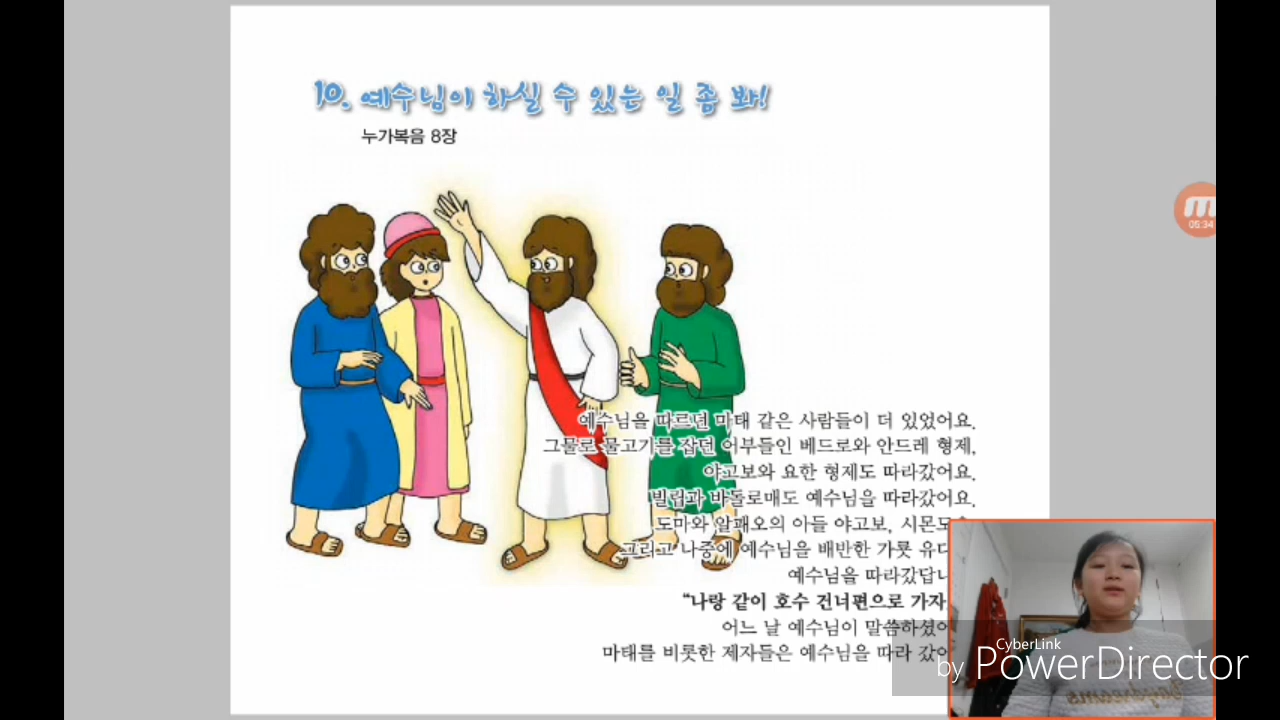 10. 예수님이 하실 수 있는 일 좀 봐!
누가복음 8장
05:34
예수님을 따르던 마태 같은 사람들이 더 있었어요.
그물로 물고기를 잡던 어부들인 베드로와 안드레 형제,
야고보와 요한 형제도 따라갔어요.
빌립과 바돌로매도 예수님을 따라갔어요.
도마와 알패오의 아들 야고보, 시몬도
그리고 나중에 예수님을 배반한 가룟 유다
예수님을 따라갔답니
“나랑 같이 호수 건너편으로 가자
어느 날 예수님이 말씀하셨어
마태를 비롯한 제자들은 예수님을 따라 갔어
CyberLink
by PowerDirector